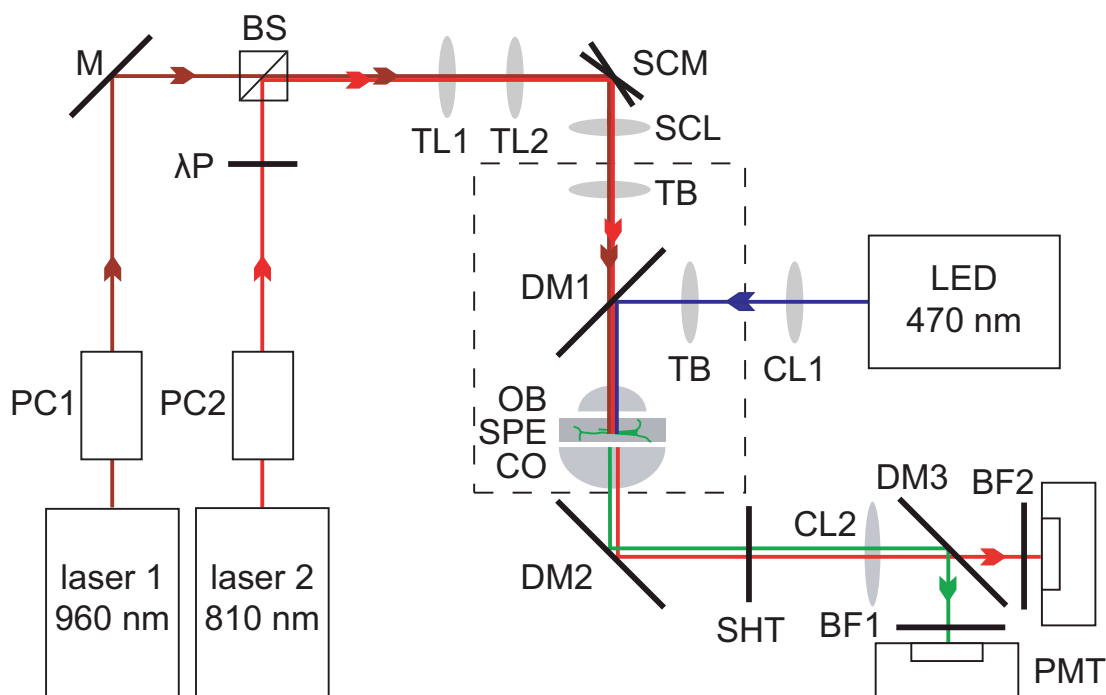 M
BS
SCM
TL1
TL2
SCL
λP
TB
DM1
LED
470 nm
TB
CL1
PC1
PC2
OB
SPE
CO
DM3
BF2
CL2
laser 1
960 nm
laser 2
810 nm
DM2
SHT
BF1
PMT